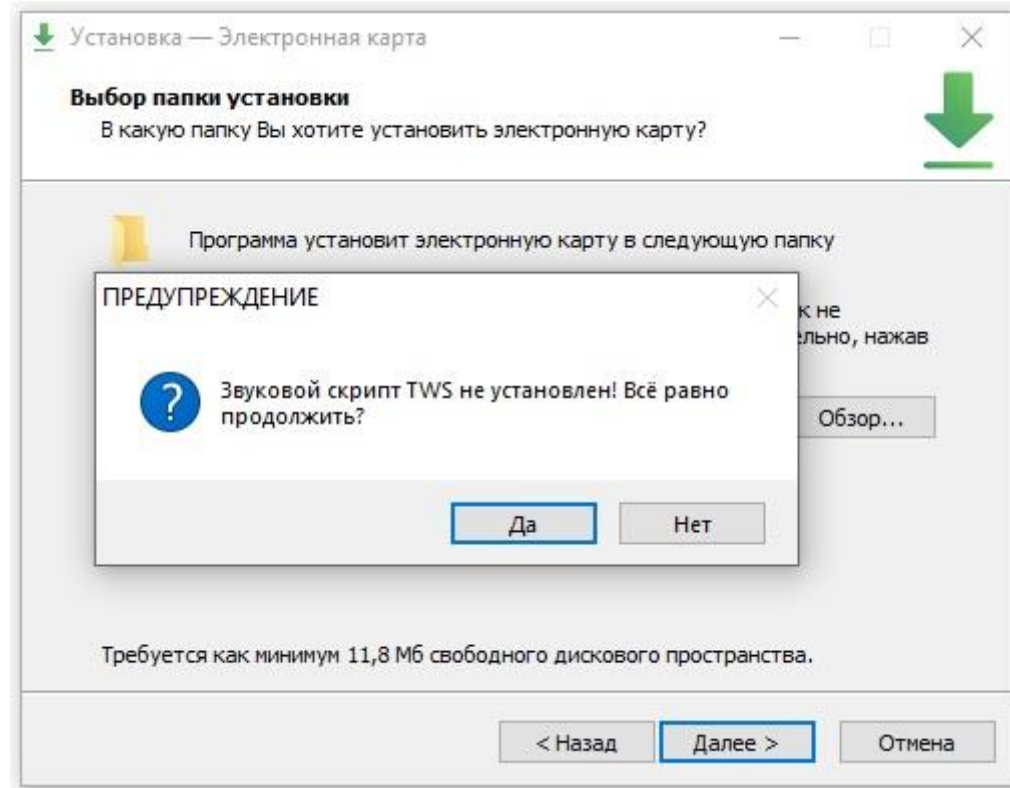 Установка — Электронная карта
Выбор папки установки
В какую папку Вы хотите установить электронную карту?
Программа установит электронную карту в следующую папку
ПРЕДУПРЕЖДЕНИЕ
к не
нажав
Звуковой скрипт TWS не установлен! Всё равно
продолжить?
Обзор...
Да
Нет
Требуется как минимум 11,8 Мб свободного дискового пространства.
< Назад
Далее >
Отмена